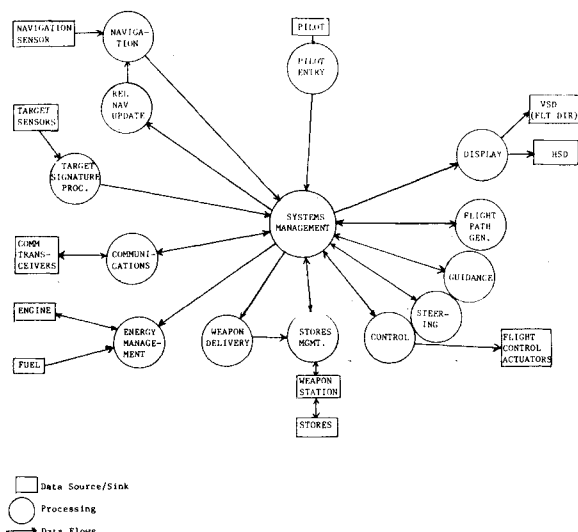 NAVIGATION
SENSOR
NAVIGA-
TION
PILOT
PILOT
ENTRY
REL
NAV
UPDATE
TARGET
SENSORS
TARGET
SIGNATURE
PROC.
VSD
(FLT DIR)
DISPLAY
HSD
SYSTEMS
MANAGEMENT
FLIGHT
PATH
GEN.
COMM
TRANS-
CEIVERS
COMMUNI-
CATIONS
GUIDANCE
STEER-
ING
ENGINE
ENERGY
MANAGE-
MENT
WEAPON
DELIVERY
STORES
MGMT.
CONTROL
FLIGHT
CONTROL
ACTUATORS
FUEL
WEAPON
STATION
STORES
Data Source/Sink
Processing
Data Flows